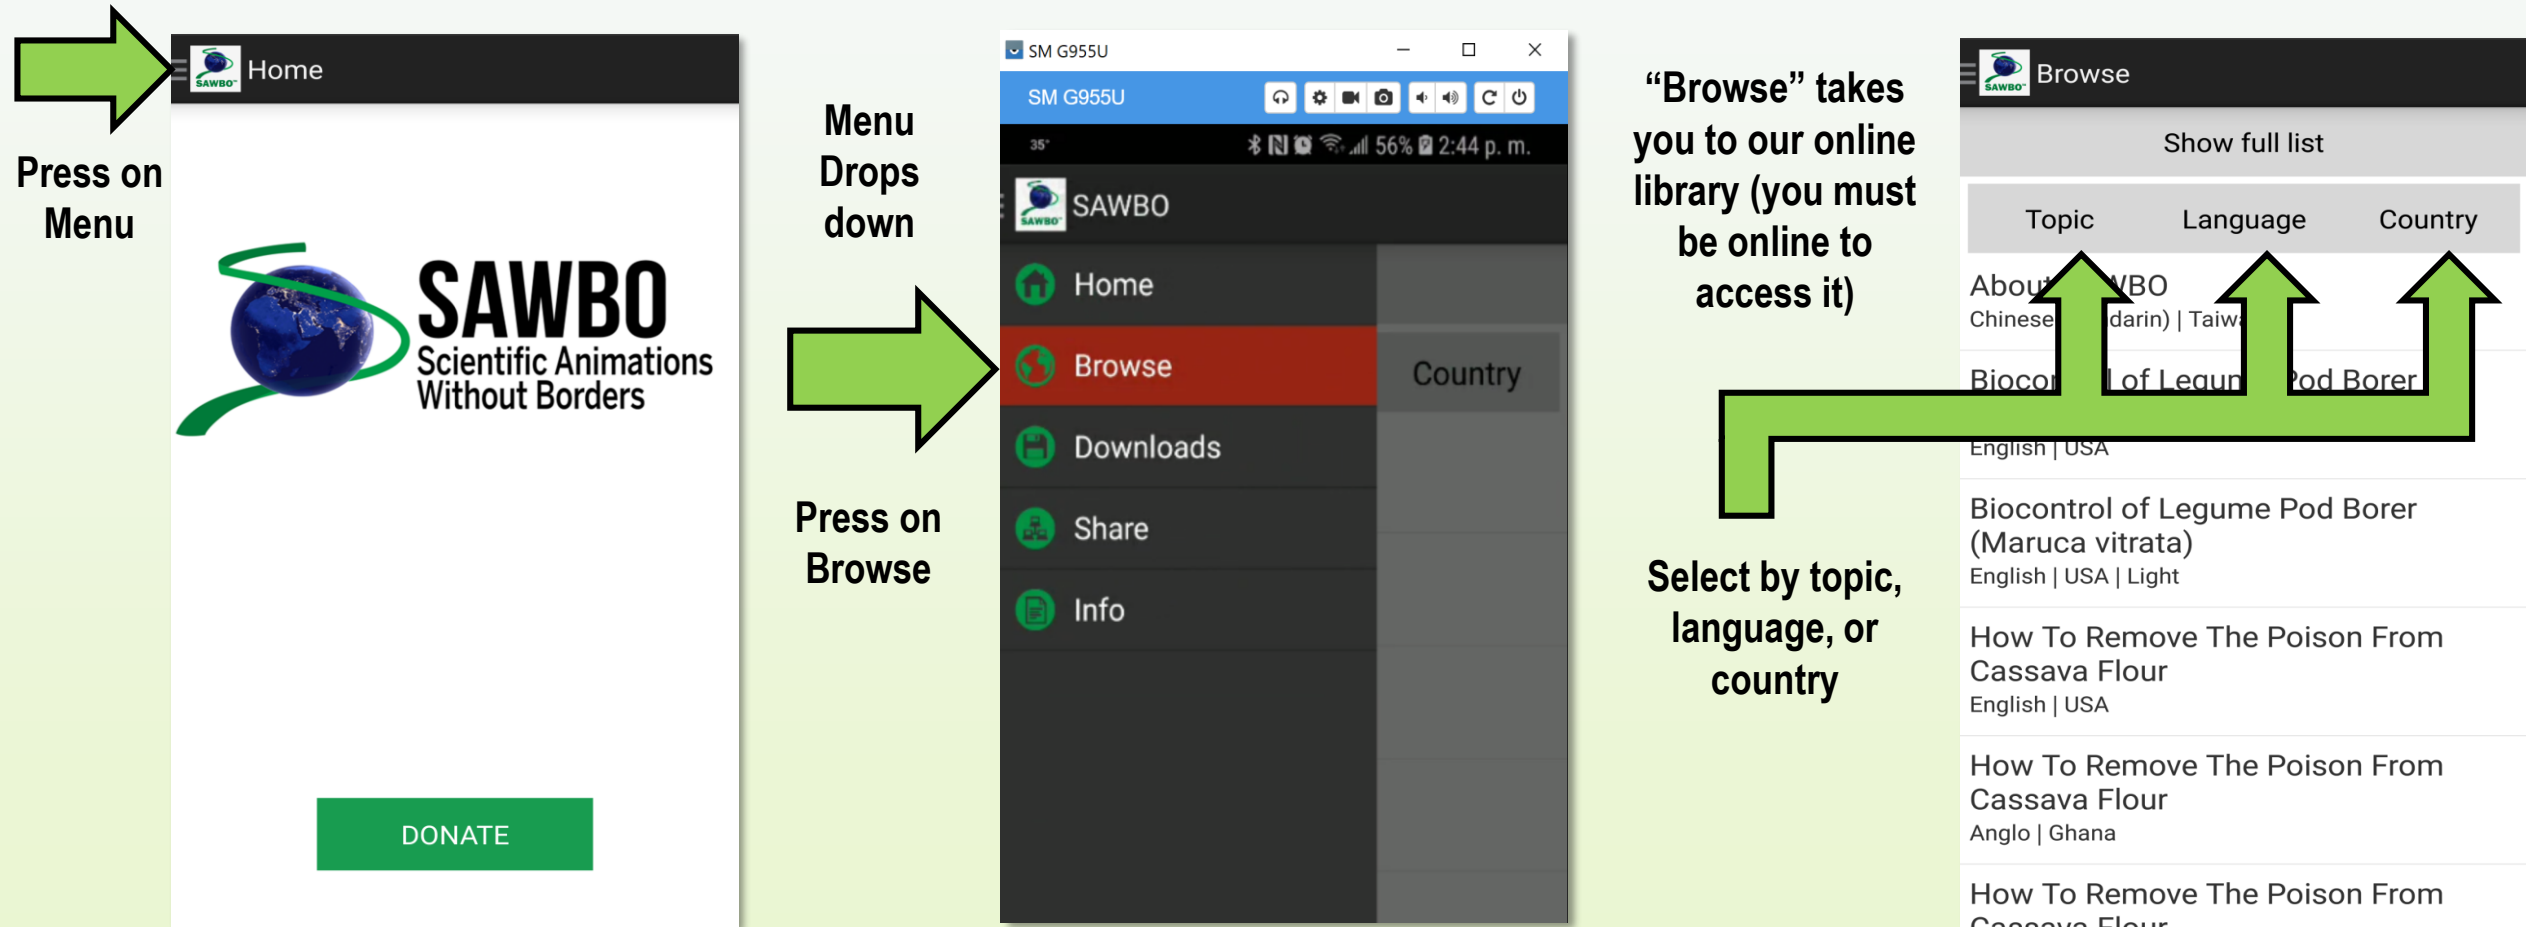 SAWBO
Home
Press on
Menu
SAWBO
Scientific Animations
Without Borders
DONATE
Menu
Drops
down
Press on
Browse
SM G955U
SM G955U
35°
56% 2:44 p. m.
SAWBO
SAWBO
Home
Browse
Country
Downloads
Share
Info
“Browse” takes
you to our online
library (you must
be online to
access it)
Select by topic,
language, or
country
SAWBO
Browse
Show full list
Topic Language Country
English | USA
Biocontrol of Legume Pod Borer
(Maruca vitrata)
English | USA | Light
How To Remove The Poison From
Cassava Flour
English | USA
How To Remove The Poison From
Cassava Flour
Anglo | Ghana
How To Remove The Poison From
Cassava Flour